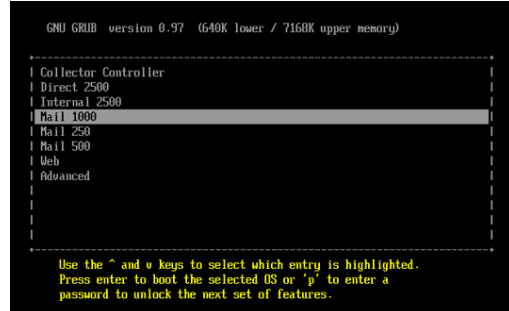 GNU GRUB version 0.97 (640K lower / 7168K upper memory)
Collector Controller
Direct 2500
Internal 2500
Mail 1000
Mail 250
Mail 500
Web
Advanced
Use the ^ and v keys to select which entry is highlighted.
Press enter to boot the selected OS or 'p' to enter a
password to unlock the next set of features.